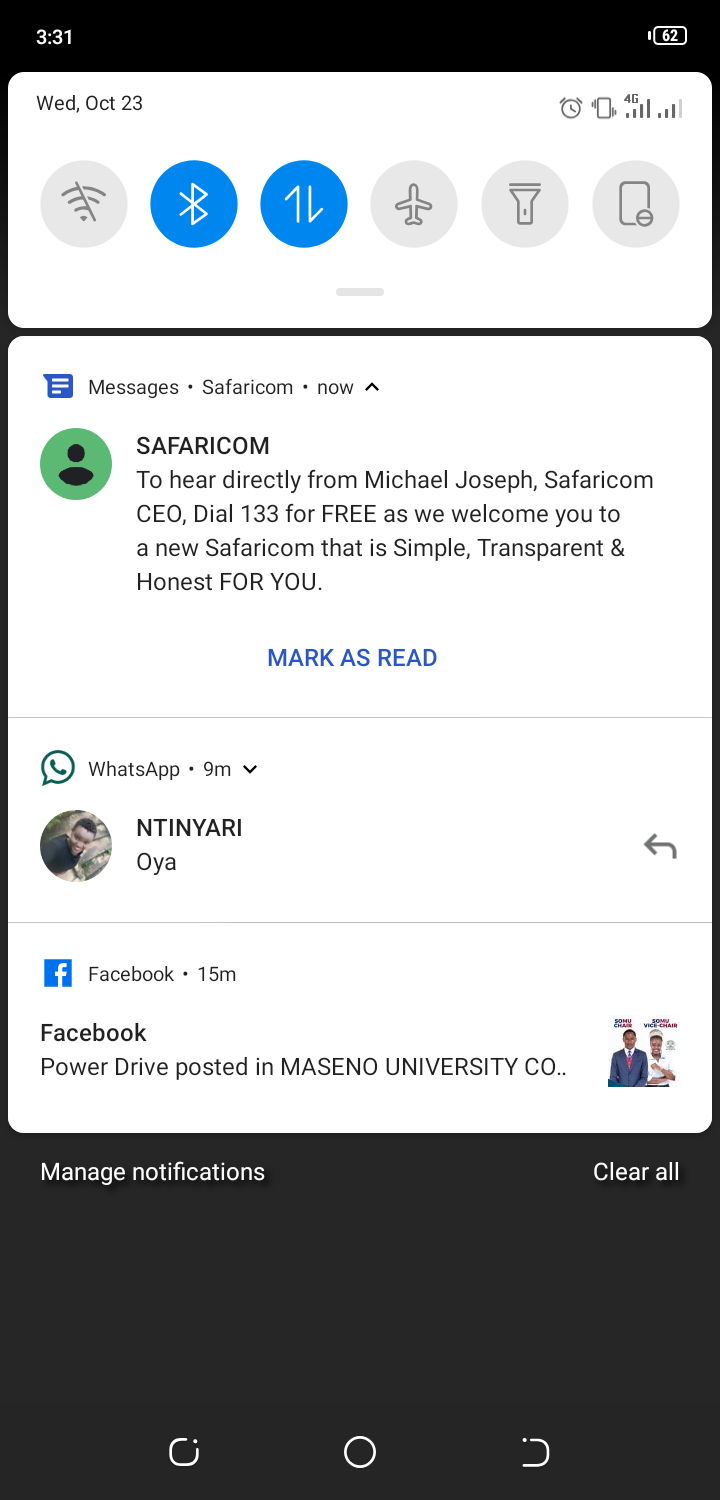 3:31
62
Wed, Oct 23
4G
Messages • Safaricom • now
SAFARICOM
To hear directly from Michael Joseph, Safaricom
CEO, Dial 133 for FREE as we welcome you to
a new Safaricom that is Simple, Transparent &
Honest FOR YOU.
MARK AS READ
WhatsApp • 9m
NTINYARI
Oya
Facebook • 15m
Facebook
Power Drive posted in MASENO UNIVERSITY CO..
SOMU CHAIR
SOMU VICE-CHAIR
Manage notifications
Clear all